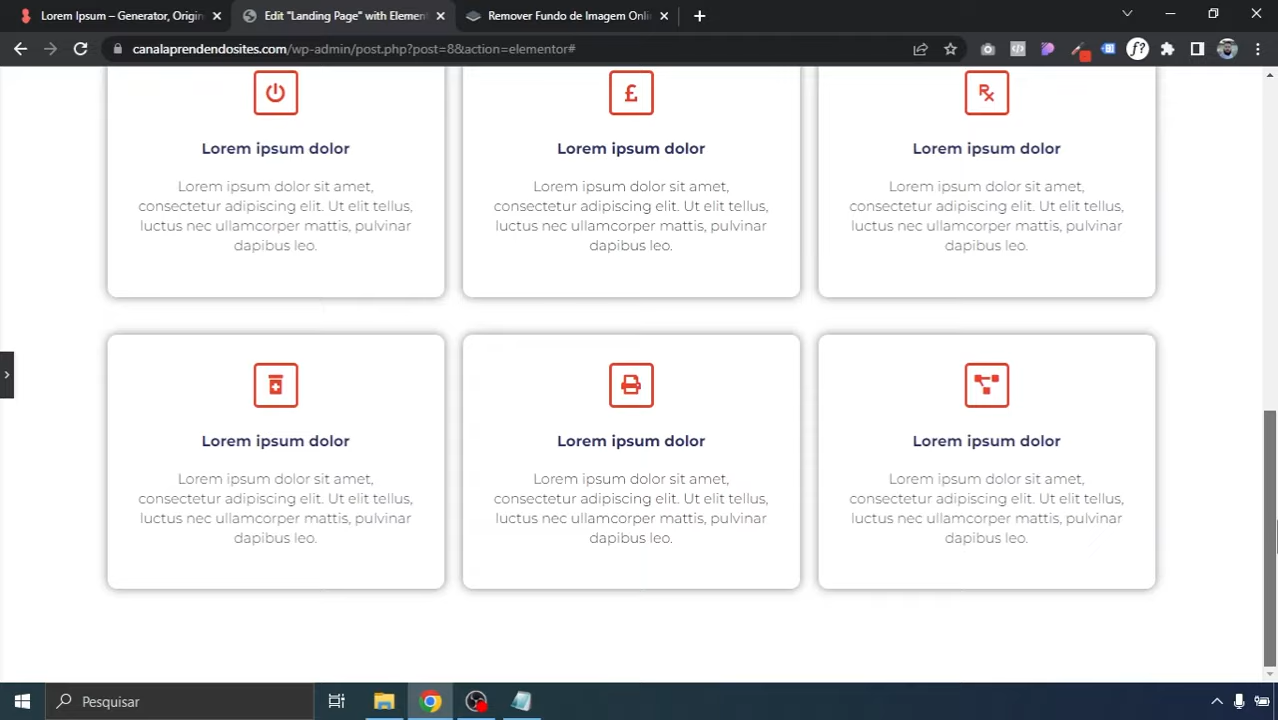 Lorem Ipsum – Generator, Origin
Edit "Landing Page" with Element
Remover Fundo de Imagem Onlin
canalaprendendosites.com/wp-admin/post.php?post=8&action=elementor#
f?
£
Rx
Lorem ipsum dolor
Lorem ipsum dolor sit amet,
consectetur adipiscing elit. Ut elit tellus,
luctus nec ullamcorper mattis, pulvinar
dapibus leo.
Lorem ipsum dolor
Lorem ipsum dolor sit amet,
consectetur adipiscing elit. Ut elit tellus,
luctus nec ullamcorper mattis, pulvinar
dapibus leo.
Lorem ipsum dolor
Lorem ipsum dolor sit amet,
consectetur adipiscing elit. Ut elit tellus,
luctus nec ullamcorper mattis, pulvinar
dapibus leo.
Lorem ipsum dolor
Lorem ipsum dolor sit amet,
consectetur adipiscing elit. Ut elit tellus,
luctus nec ullamcorper mattis, pulvinar
dapibus leo.
Lorem ipsum dolor
Lorem ipsum dolor sit amet,
consectetur adipiscing elit. Ut elit tellus,
luctus nec ullamcorper mattis, pulvinar
dapibus leo.
Lorem ipsum dolor
Lorem ipsum dolor sit amet,
consectetur adipiscing elit. Ut elit tellus,
luctus nec ullamcorper mattis, pulvinar
dapibus leo.
Pesquisar